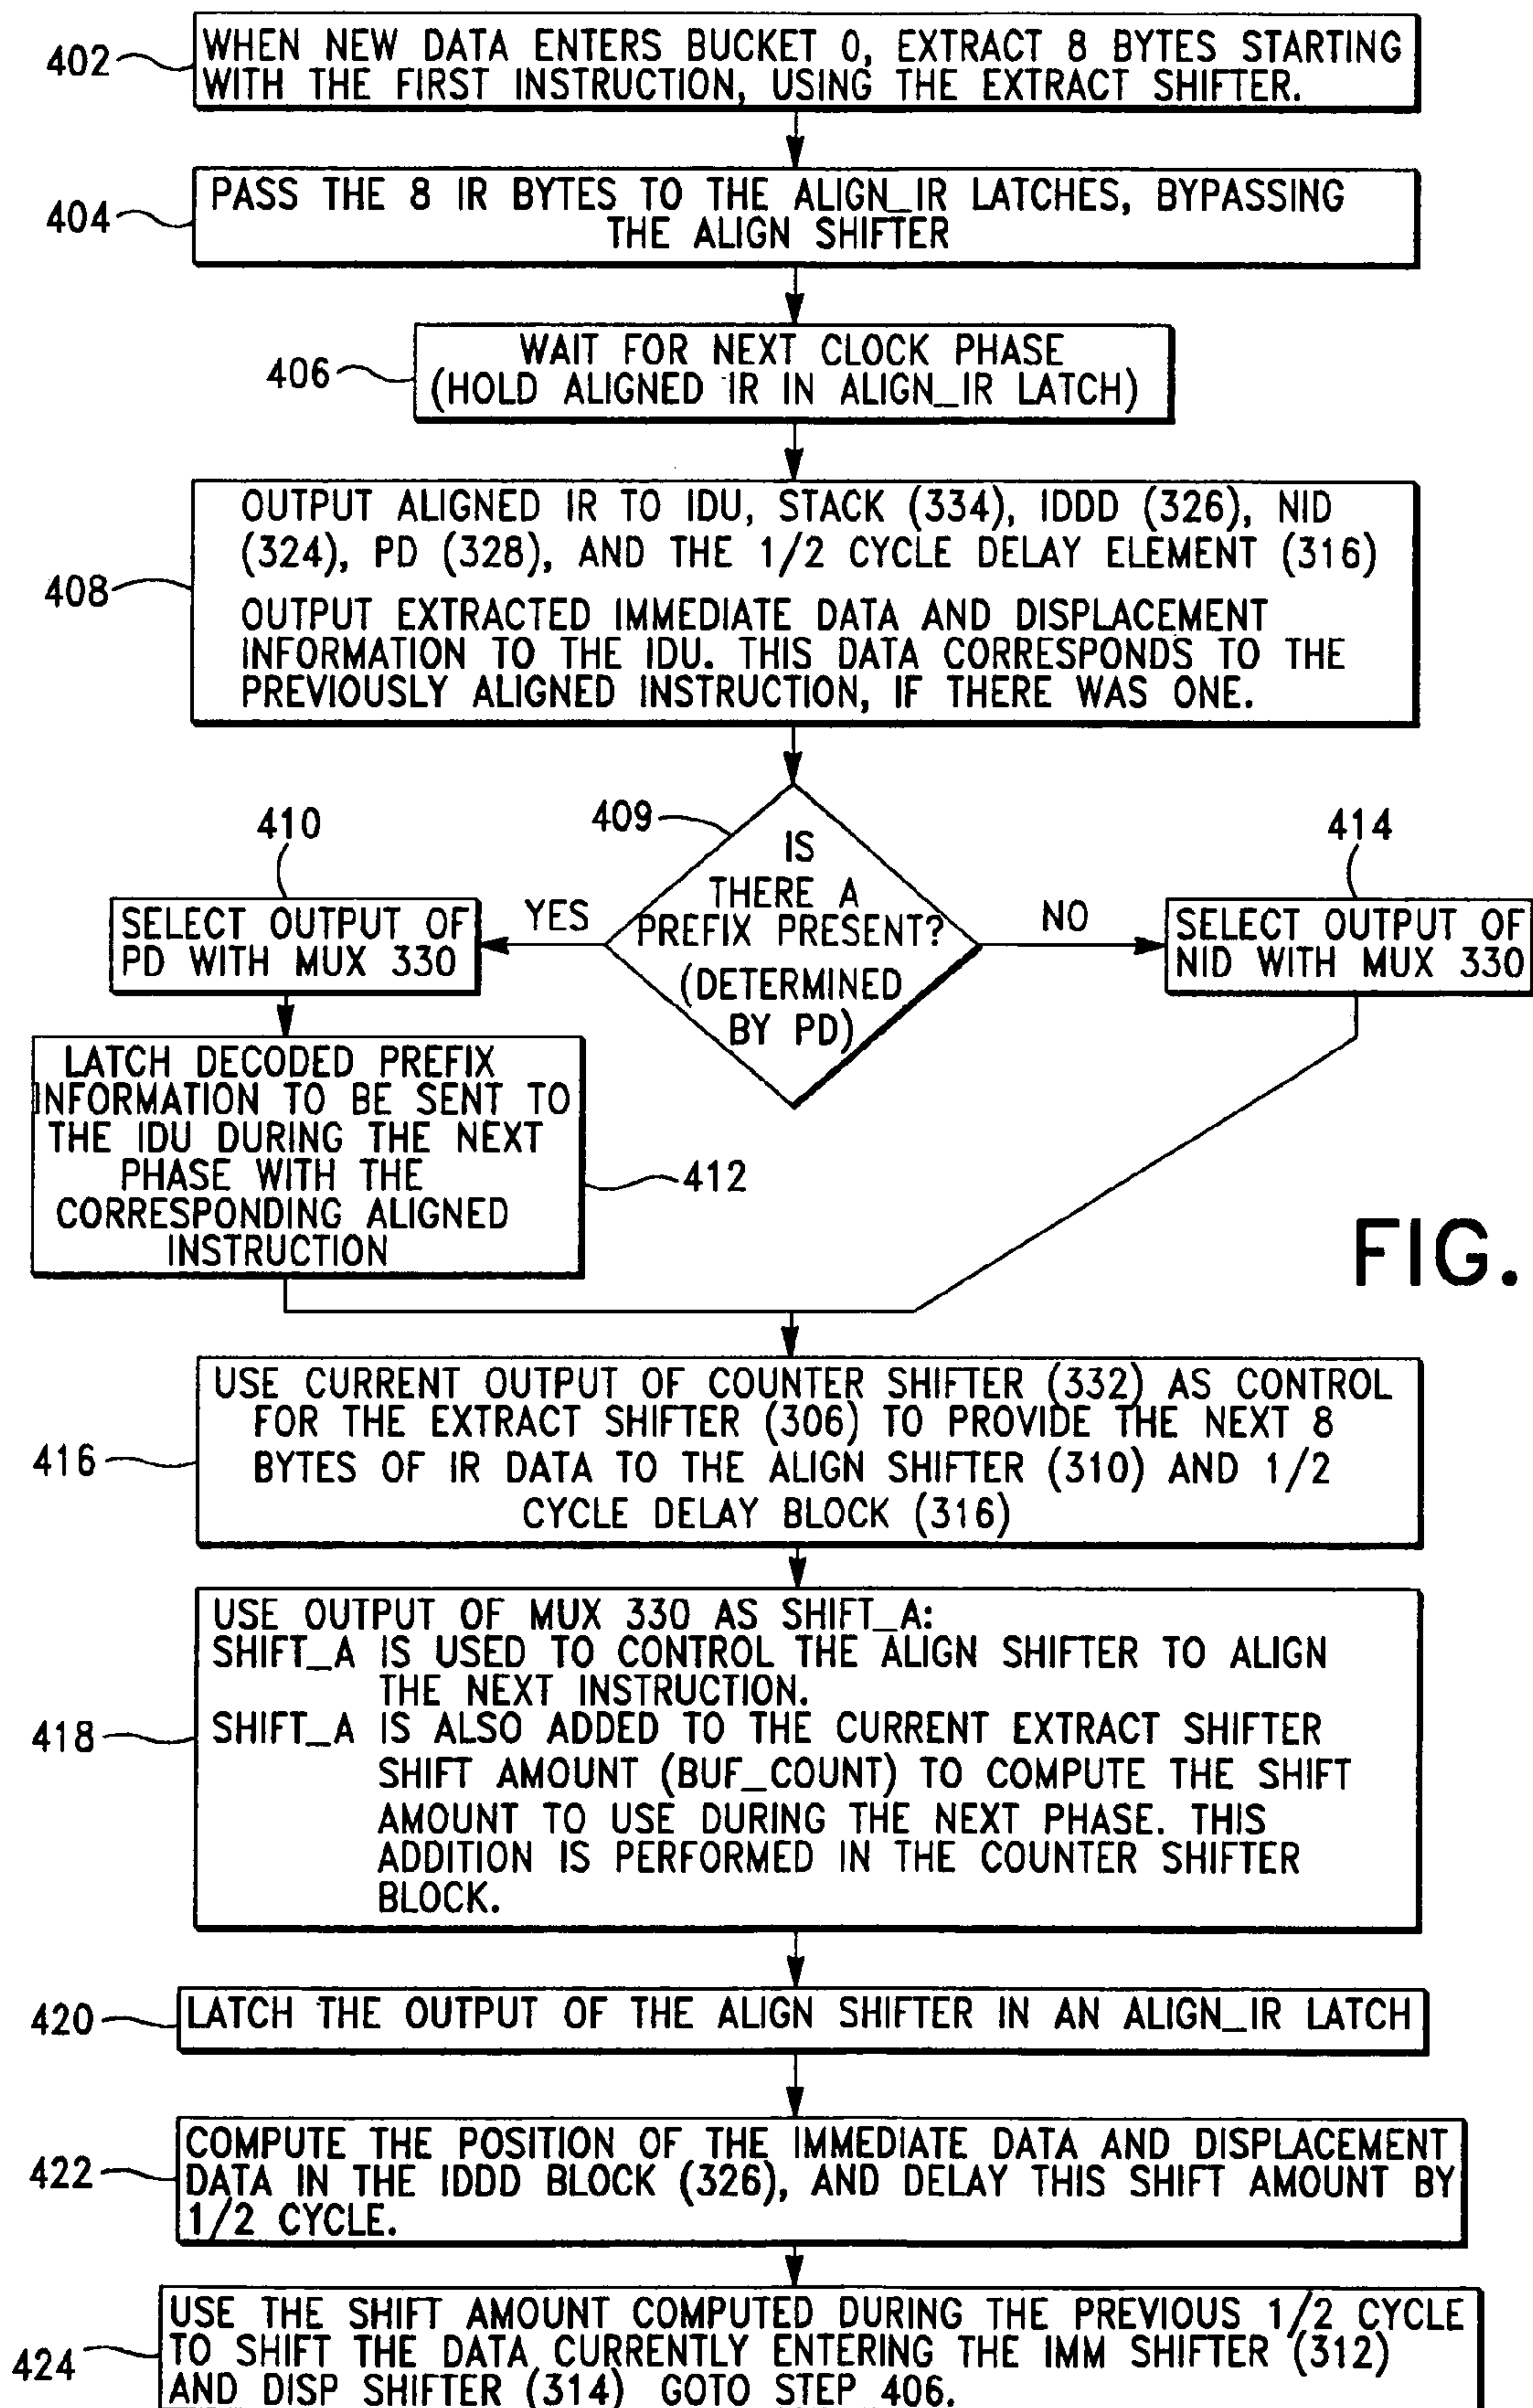 402
WHEN NEW DATA ENTERS BUCKET 0, EXTRACT 8 BYTES STARTING
WITH THE FIRST INSTRUCTION, USING THE EXTRACT SHIFTER.
404
PASS THE 8 IR BYTES TO THE ALIGN_IR LATCHES, BYPASSING
THE ALIGN SHIFTER
406
WAIT FOR NEXT CLOCK PHASE
(HOLD ALIGNED IR IN ALIGN_IR LATCH)
408
OUTPUT ALIGNED IR TO IDU, STACK (334), IDDD (326), NID
(324), PD (328), AND THE 1/2 CYCLE DELAY ELEMENT (316)
OUTPUT EXTRACTED IMMEDIATE DATA AND DISPLACEMENT
INFORMATION TO THE IDU. THIS DATA CORRESPONDS TO THE
PREVIOUSLY ALIGNED INSTRUCTION, IF THERE WAS ONE.
409
IS
THERE A
PREFIX PRESENT?
(DETERMINED
BY PD)
YES
NO
410
SELECT OUTPUT OF
PD WITH MUX 330
414
SELECT OUTPUT OF
NID WITH MUX 330
412
LATCH DECODED PREFIX
INFORMATION TO BE SENT TO
THE IDU DURING THE NEXT
PHASE WITH THE
CORRESPONDING ALIGNED
INSTRUCTION
FIG.
416
USE CURRENT OUTPUT OF COUNTER SHIFTER (332) AS CONTROL
FOR THE EXTRACT SHIFTER (306) TO PROVIDE THE NEXT 8
BYTES OF IR DATA TO THE ALIGN SHIFTER (310) AND 1/2
CYCLE DELAY BLOCK (316)
418
USE OUTPUT OF MUX 330 AS SHIFT_A:
SHIFT_A IS USED TO CONTROL THE ALIGN SHIFTER TO ALIGN
THE NEXT INSTRUCTION.
SHIFT_A IS ALSO ADDED TO THE CURRENT EXTRACT SHIFTER
SHIFT AMOUNT (BUF_COUNT) TO COMPUTE THE SHIFT
AMOUNT TO USE DURING THE NEXT PHASE. THIS
ADDITION IS PERFORMED IN THE COUNTER SHIFTER
BLOCK.
420
LATCH THE OUTPUT OF THE ALIGN SHIFTER IN AN ALIGN_IR LATCH
422
COMPUTE THE POSITION OF THE IMMEDIATE DATA AND DISPLACEMENT
DATA IN THE IDDD BLOCK (326), AND DELAY THIS SHIFT AMOUNT BY
1/2 CYCLE.
424
USE THE SHIFT AMOUNT COMPUTED DURING THE PREVIOUS 1/2 CYCLE
TO SHIFT THE DATA CURRENTLY ENTERING THE IMM SHIFTER (312)
AND DISP SHIFTER (314) GOTO STEP 406.